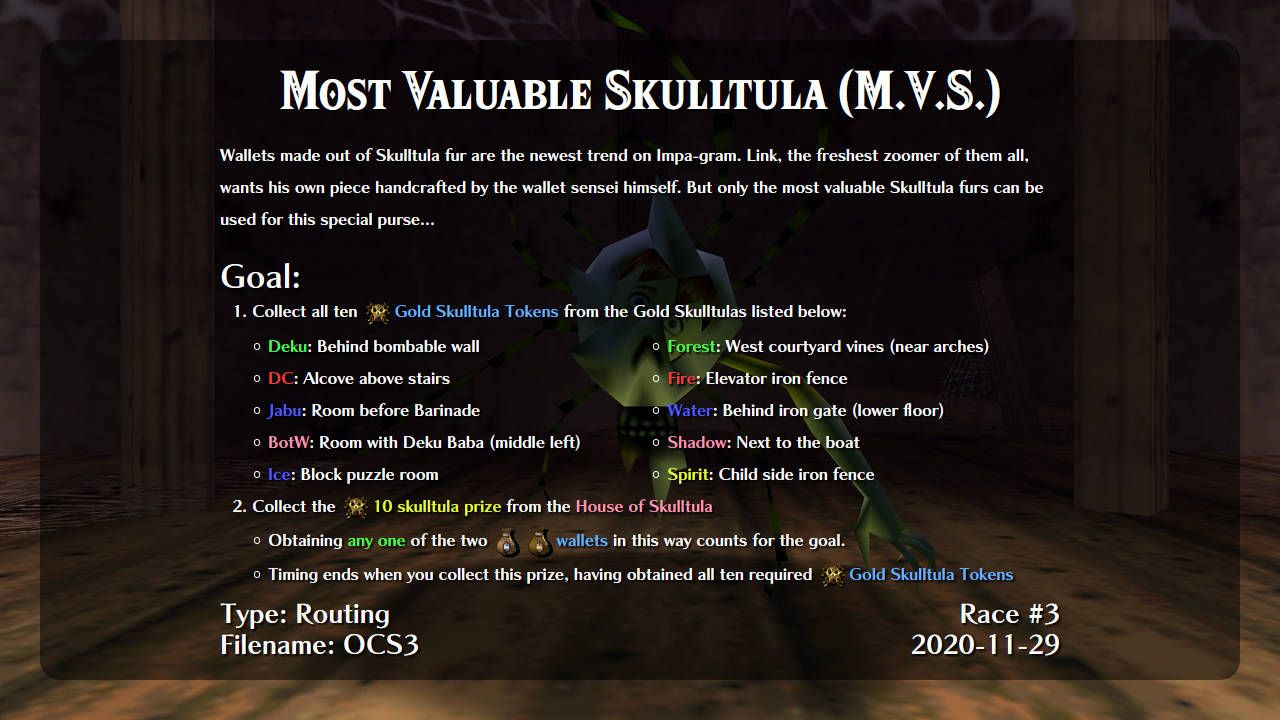 Most Valuable Skulltula (M.V.S.)
Wallets made out of Skulltula fur are the newest trend on Impa-gram. Link, the freshest zoomer of them all,
wants his own piece handcrafted by the wallet sensei himself. But only the most valuable Skulltula furs can be
used for this special purse...
Goal:
1. Collect all ten Gold Skulltula Tokens from the Gold Skulltulas listed below:
Deku: Behind bombable wall
Forest: West courtyard vines (near arches)
DC: Alcove above stairs
Fire: Elevator iron fence
Jabu: Room before Barinade
Water: Behind iron gate (lower floor)
BotW: Room with Deku Baba (middle left)
Shadow: Next to the boat
Ice: Block puzzle room
Spirit: Child side iron fence
2. Collect the 10 skulltula prize from the House of Skulltula
Obtaining any one of the two wallets in this way counts for the goal.
Timing ends when you collect this prize, having obtained all ten required Gold Skulltula Tokens
Type: Routing
Race #3
Filename: OCS3
2020-11-29